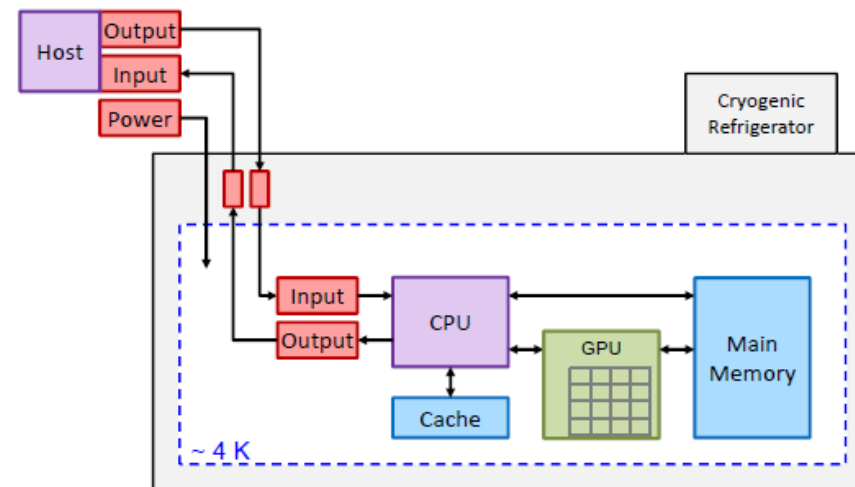 Host
Output
Input
Power
Cryogenic
Refrigerator
Input
Output
CPU
GPU
Main
Memory
Cache
~ 4 K